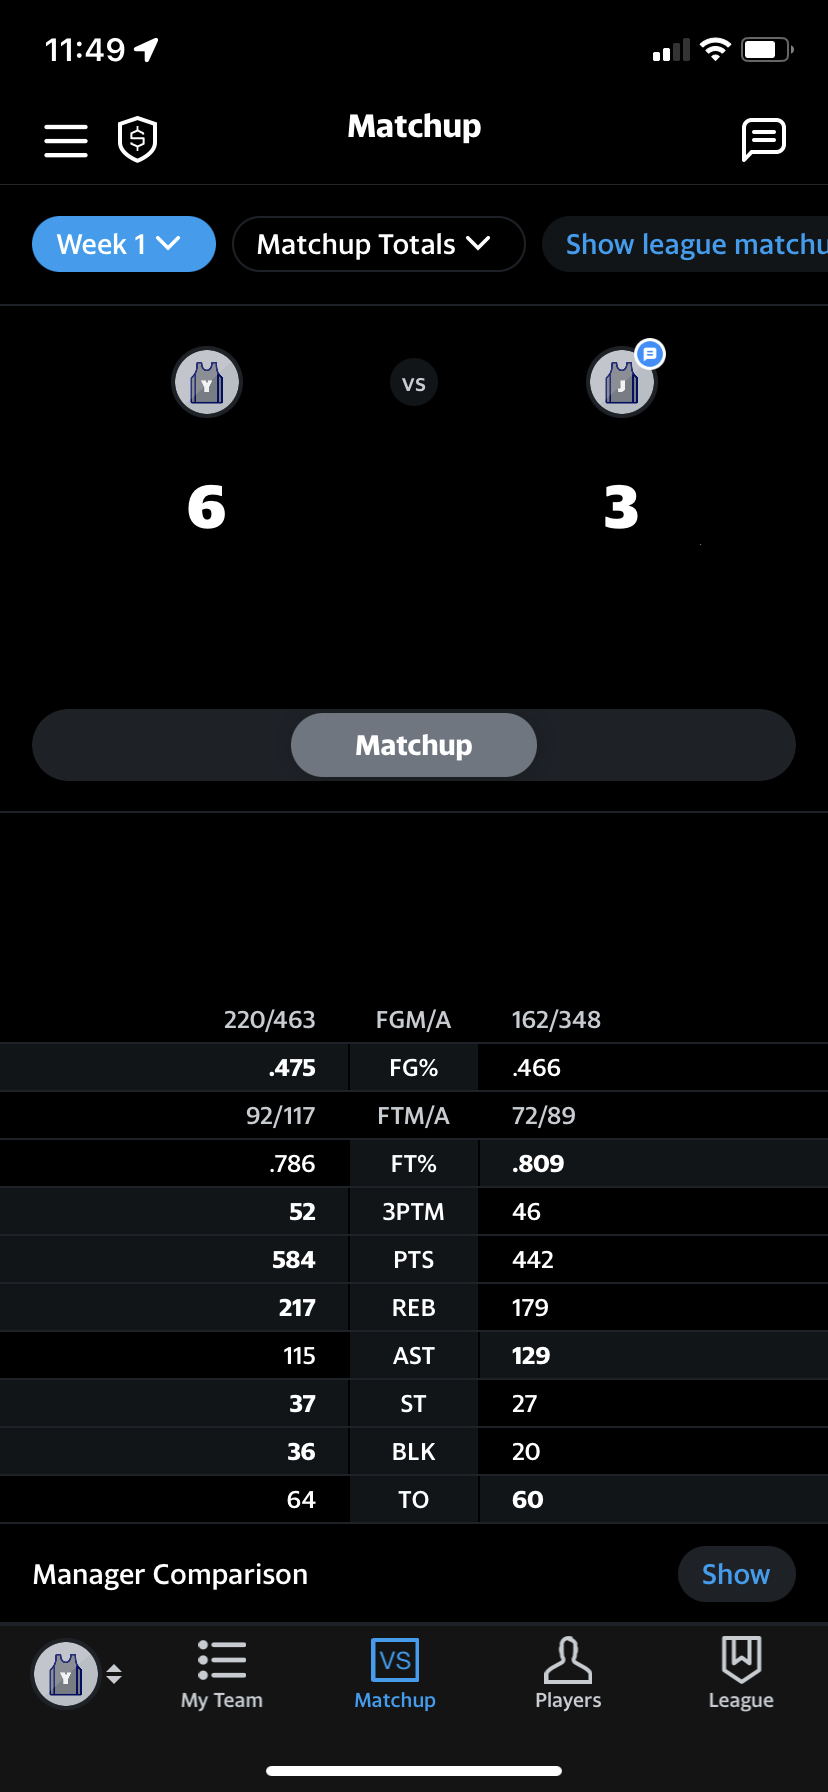 11:49
Matchup
Week 1 Matchup Totals Show league matchu
Y VS J
6 3
Matchup
220/463 FGM/A 162/348
.475 FG% .466
92/117 FTM/A 72/89
.786 FT% .809
52 3PTM 46
584 PTS 442
217 REB 179
115 AST 129
37 ST 27
36 BLK 20
64 TO 60
Manager Comparison Show
Y VS
My Team Matchup Players League